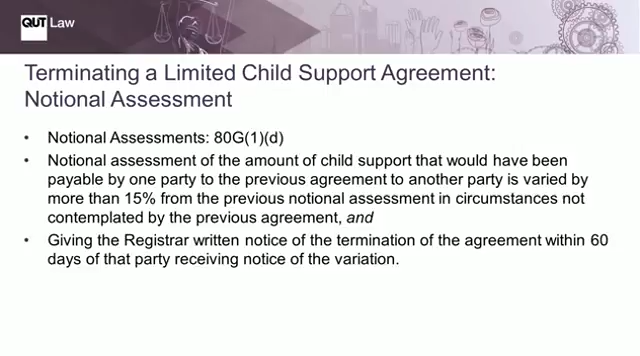 QUT Law
Terminating a Limited Child Support Agreement:
Notional Assessment
• Notional Assessments: 80G(1)(d)
• Notional assessment of the amount of child support that would have been
payable by one party to the previous agreement to another party is varied by
more than 15% from the previous notional assessment in circumstances not
contemplated by the previous agreement, and
• Giving the Registrar written notice of the termination of the agreement within 60
days of that party receiving notice of the variation.